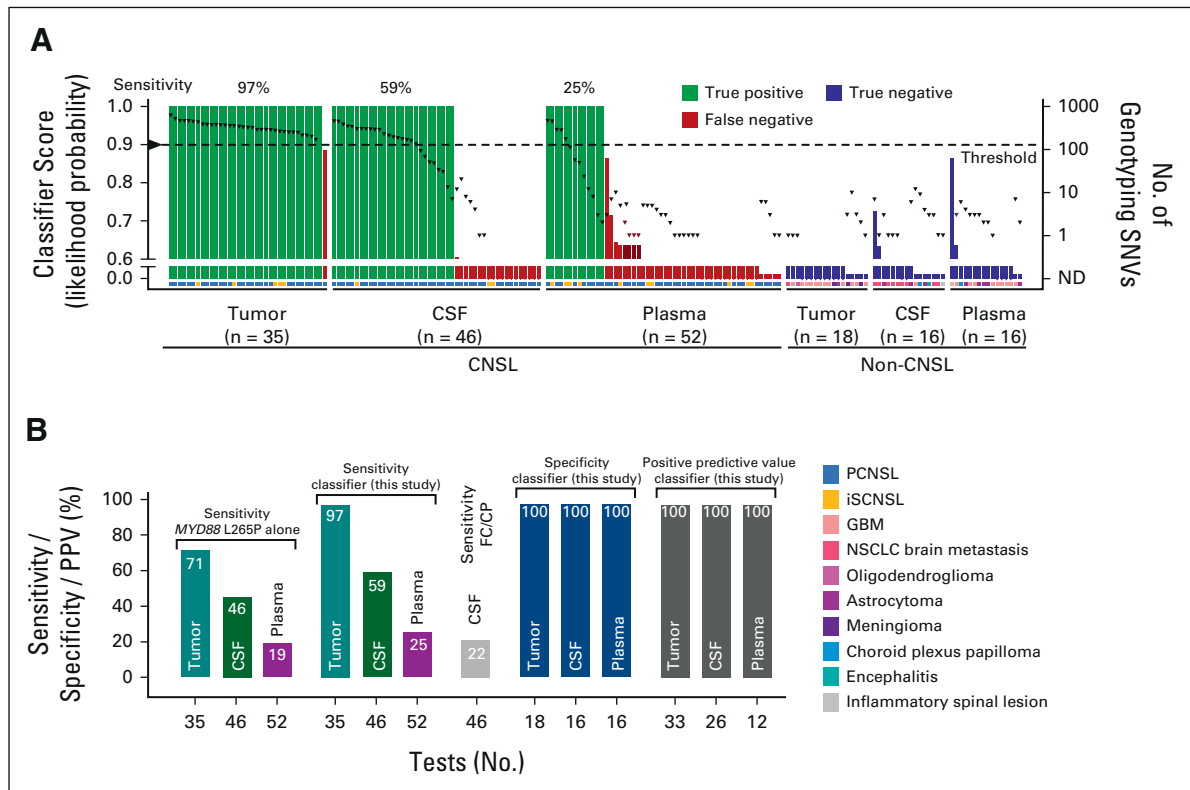 A
Sensitivity
97%
59%
25%
True positive
True negative
False negative
Classifier Score
(likelihood probability)
1.0
0.9
0.8
0.7
0.6
0.0
Threshold
1000
100
10
1
ND
No. of
Genotyping SNVs
Tumor
(n = 35)
CSF
(n = 46)
Plasma
(n = 52)
Tumor
(n = 18)
CSF
(n = 16)
Plasma
(n = 16)
CNSL
Non-CNSL
B
Sensitivity /
Specificity / PPV (%)
100
80
60
40
20
0
Sensitivity
MYD88 L265P alone
71
Tumor
46
CSF
Plasma
19
Sensitivity
classifier (this study)
97
Tumor
59
CSF
Plasma
25
Sensitivity
FC/CP
CSF
22
Specificity
classifier (this study)
100
Tumor
100
CSF
100
Plasma
Positive predictive value
classifier (this study)
100
Tumor
100
CSF
100
Plasma
35 46 52 35 46 52 46 18 16 16 33 26 12
Tests (No.)
PCNSL
iSCNSL
GBM
NSCLC brain metastasis
Oligodendroglioma
Astrocytoma
Meningioma
Choroid plexus papilloma
Encephalitis
Inflammatory spinal lesion